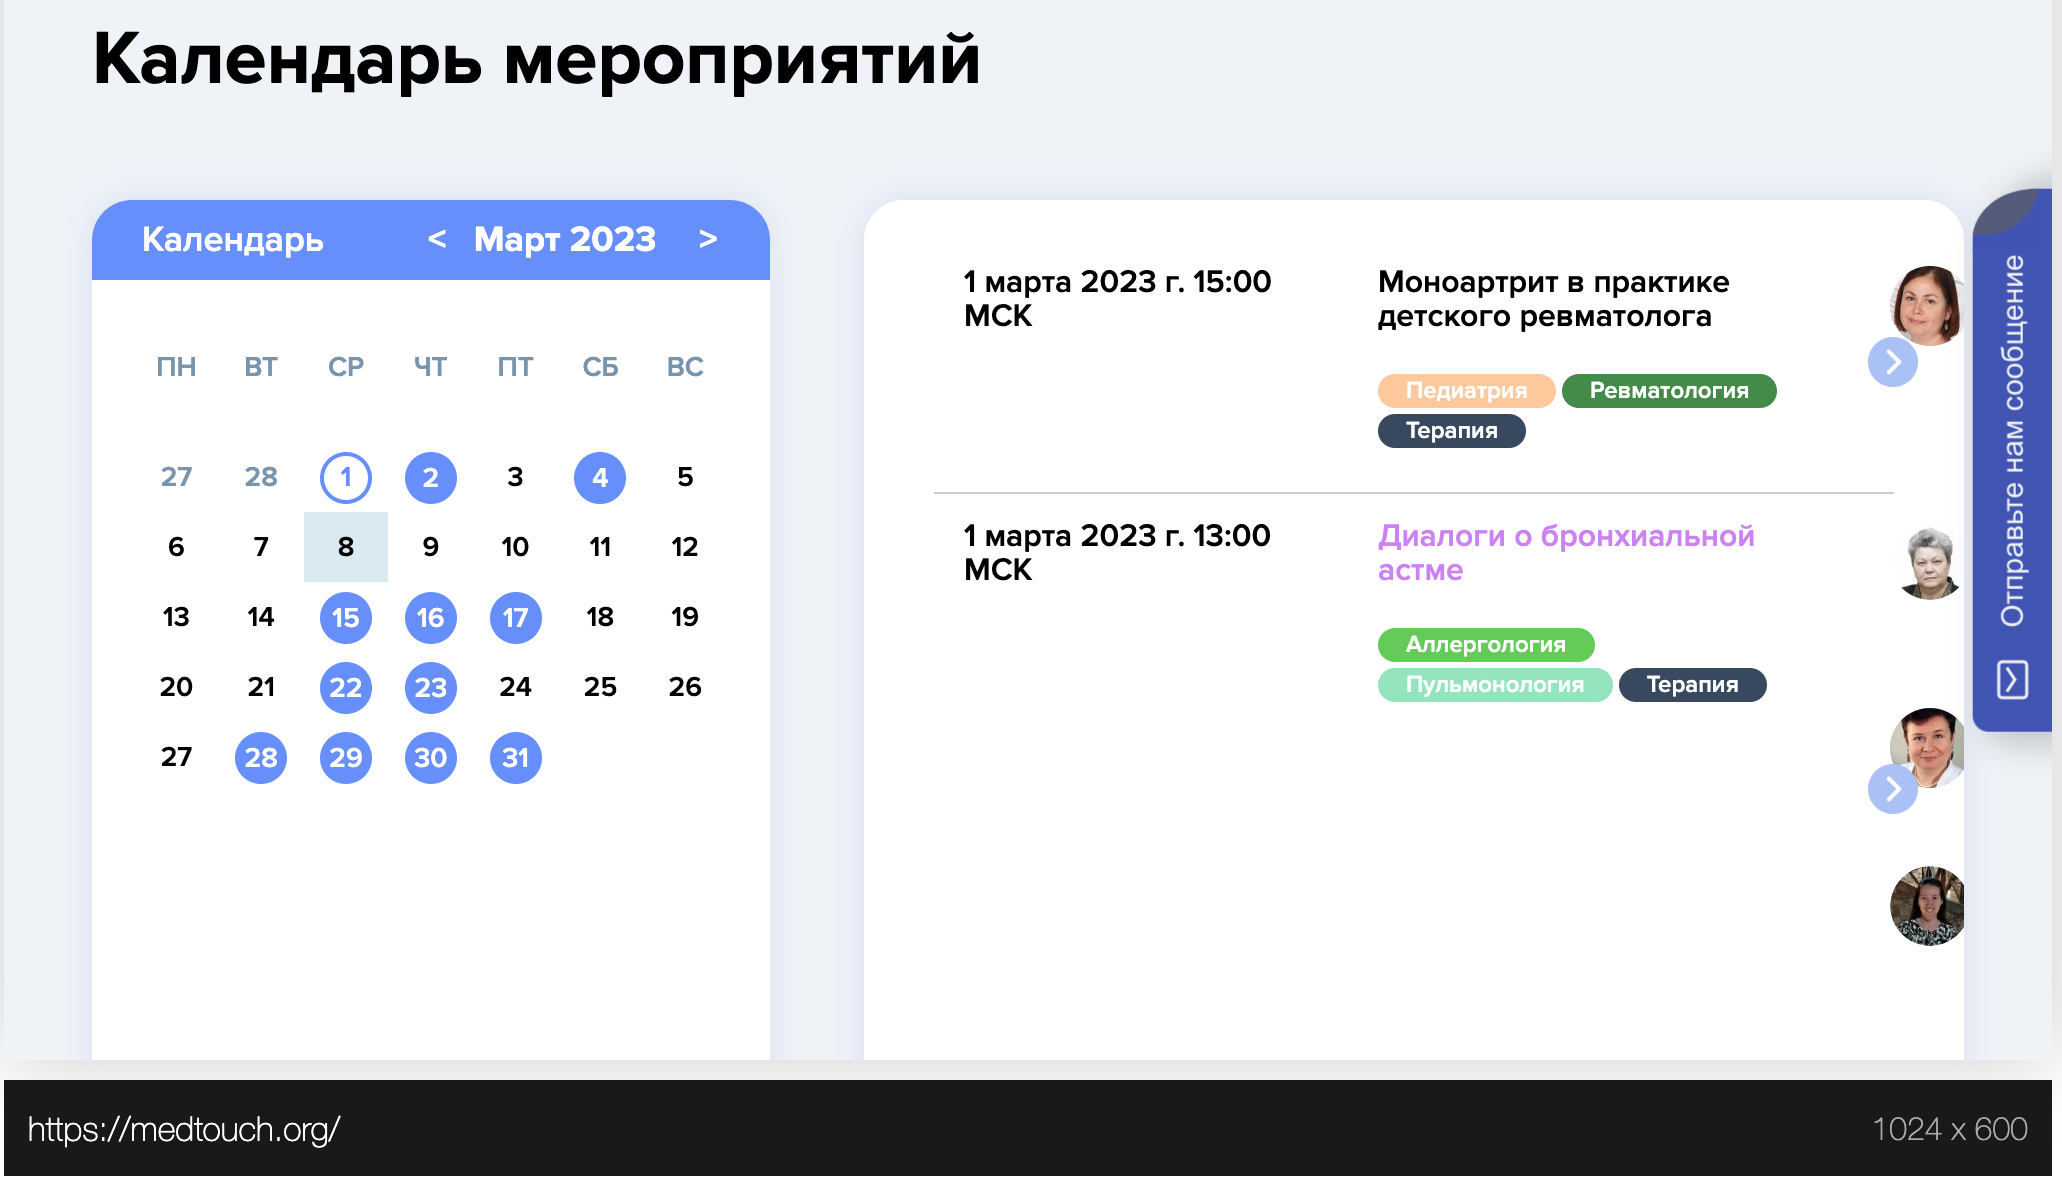 Календарь мероприятий
Календарь < Март 2023 >
ПН ВТ СР ЧТ ПТ СБ ВС
27 28 1 2 3 4 5
6 7 8 9 10 11 12
13 14 15 16 17 18 19
20 21 22 23 24 25 26
27 28 29 30 31
1 марта 2023 г. 15:00
МСК
Моноартрит в практике
детского ревматолога
Педиатрия Ревматология
Терапия
1 марта 2023 г. 13:00
МСК
Диалоги о бронхиальной
астме
Аллергология
Пульмонология Терапия
Отправьте нам сообщение
https://medtouch.org/
1024 x 600